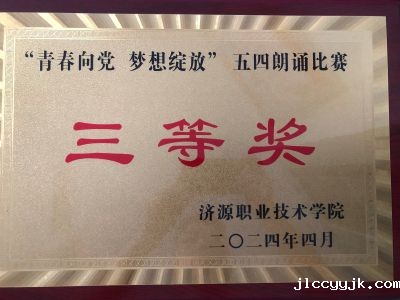 “青春向党 梦想绽放” 五四朗诵比赛
三等奖
济源职业技术学院
二〇二四年四月
jlccyyjk.com